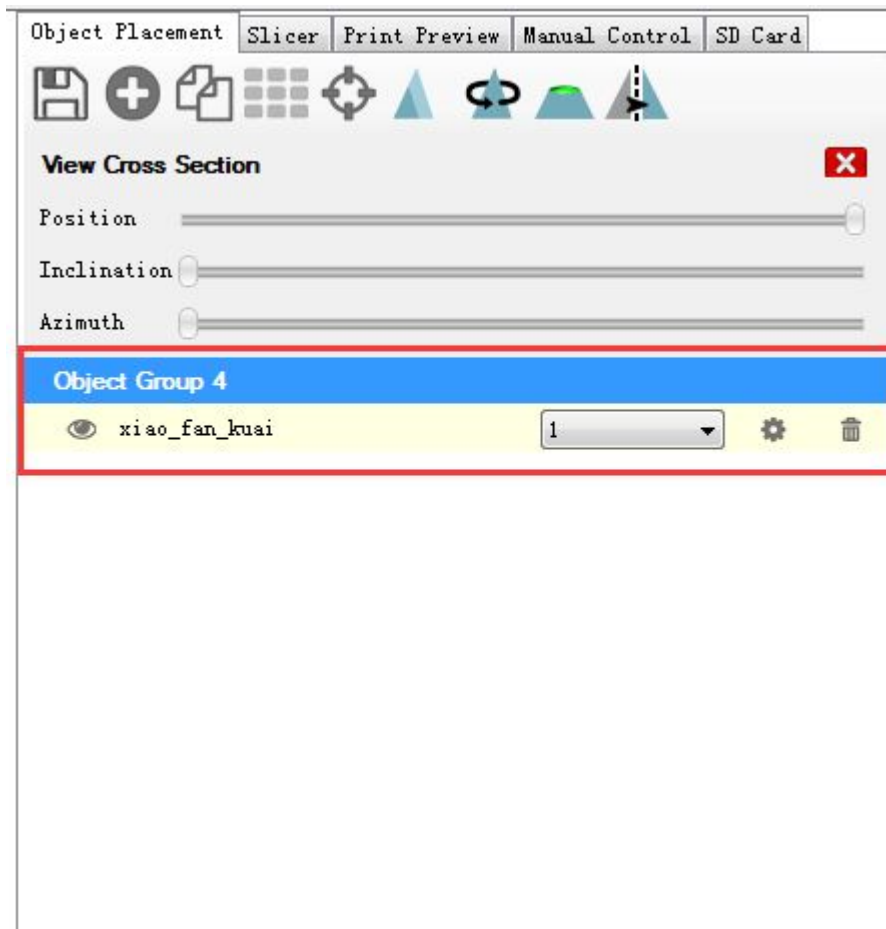 Object Placement Slicer Print Preview Manual Control SD Card
View Cross Section
Position
Inclination
Azimuth
Object Group 4
xiao_fan_kuai 1